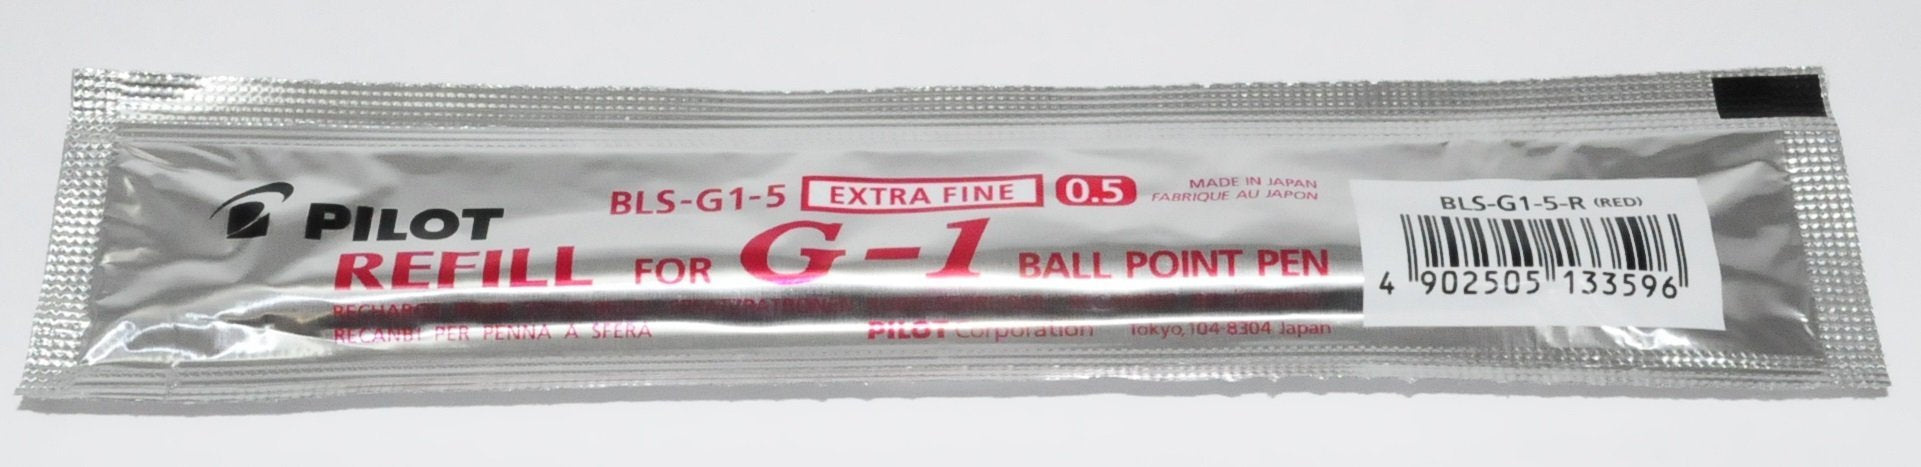 PILOT
BLS-G1-5 EXTRA FINE 0.5
MADE IN JAPAN
FABRIQUE AU JAPON
REFILL FOR G-1 BALL POINT PEN
RECANBI PER PENNA A SFERA
PILOT Corporation Tokyo, 104-8304 Japan
BLS-G1-5-R (RED)
4 902505 133596